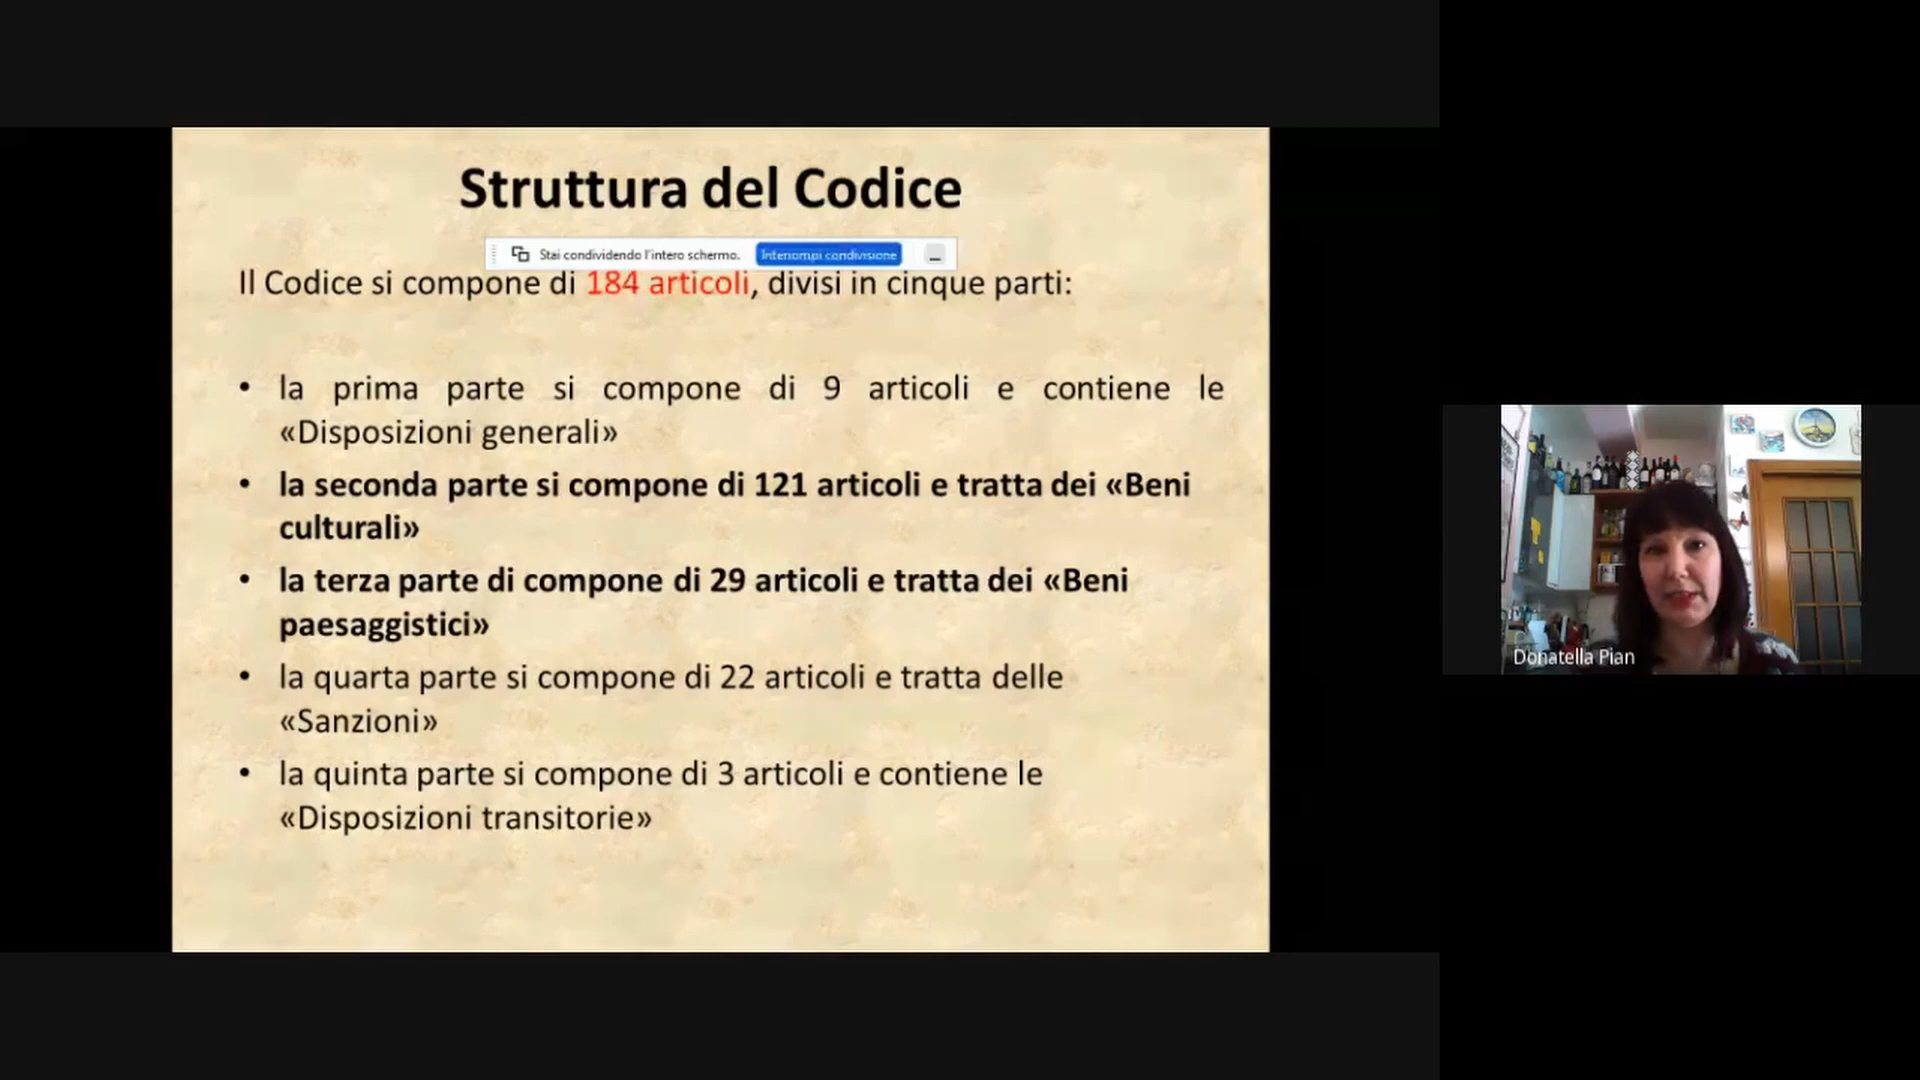 Struttura del Codice
Stai condividendo l'intero schermo. Interrompi condivisione
Il Codice si compone di 184 articoli, divisi in cinque parti:
• la prima parte si compone di 9 articoli e contiene le
«Disposizioni generali»
• la seconda parte si compone di 121 articoli e tratta dei «Beni
culturali»
• la terza parte di compone di 29 articoli e tratta dei «Beni
paesaggistici»
• la quarta parte si compone di 22 articoli e tratta delle
«Sanzioni»
• la quinta parte si compone di 3 articoli e contiene le
«Disposizioni transitorie»
Donatella Pian